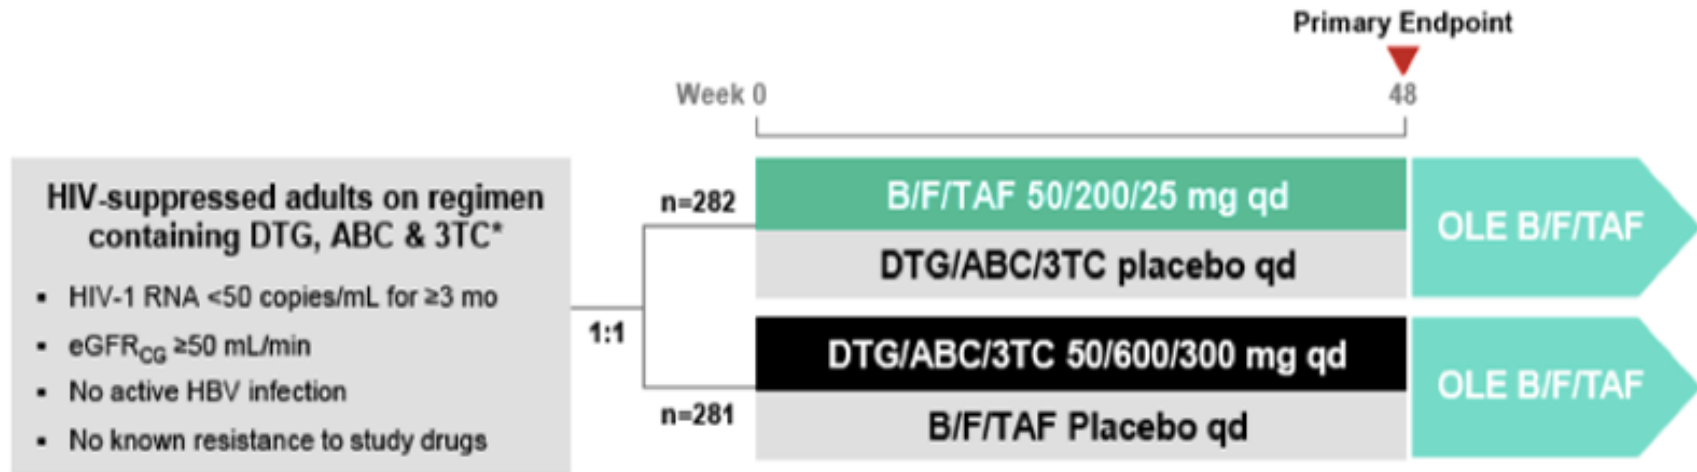 Primary Endpoint
Week 0
48
HIV-suppressed adults on regimen
containing DTG, ABC & 3TC*
▪ HIV-1 RNA <50 copies/mL for ≥3 mo
▪ eGFRCG ≥50 mL/min
▪ No active HBV infection
▪ No known resistance to study drugs
1:1
n=282
B/F/TAF 50/200/25 mg qd
DTG/ABC/3TC placebo qd
OLE B/F/TAF
n=281
DTG/ABC/3TC 50/600/300 mg qd
B/F/TAF Placebo qd
OLE B/F/TAF